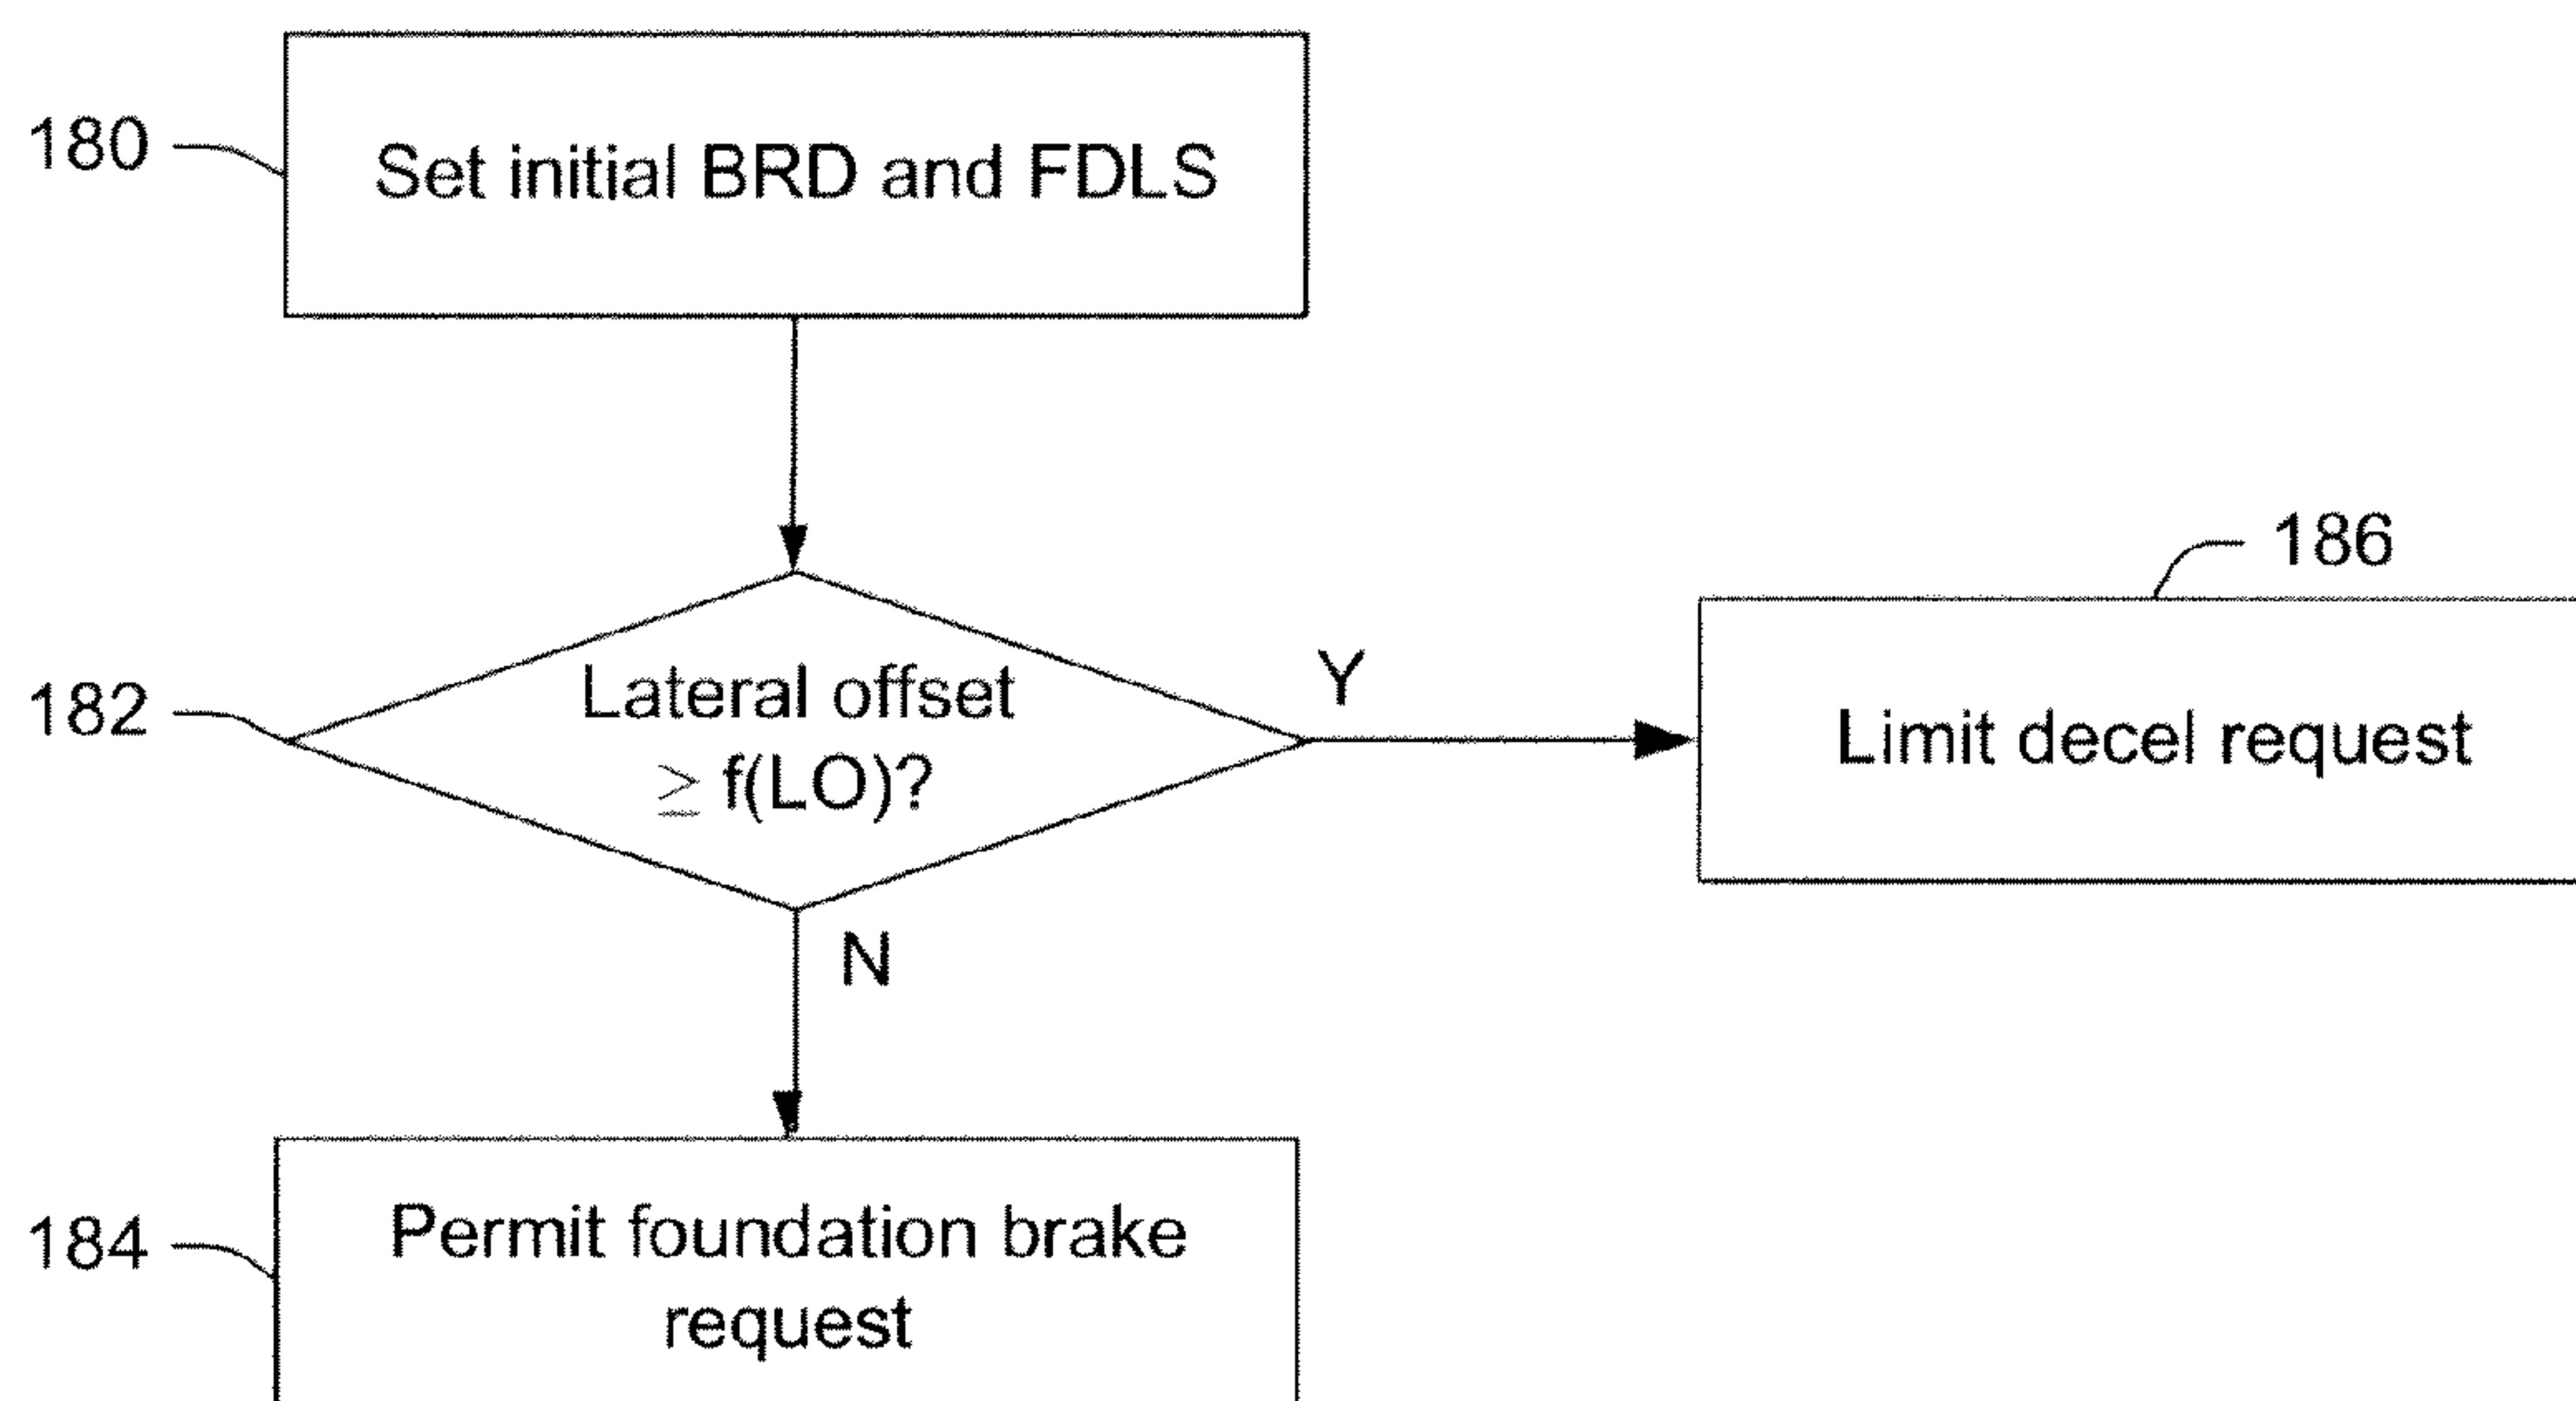 180
Set initial BRD and FDLS
186
182
Lateral offset
≥ f(LO)?
Y
Limit decel request
N
184
Permit foundation brake
request